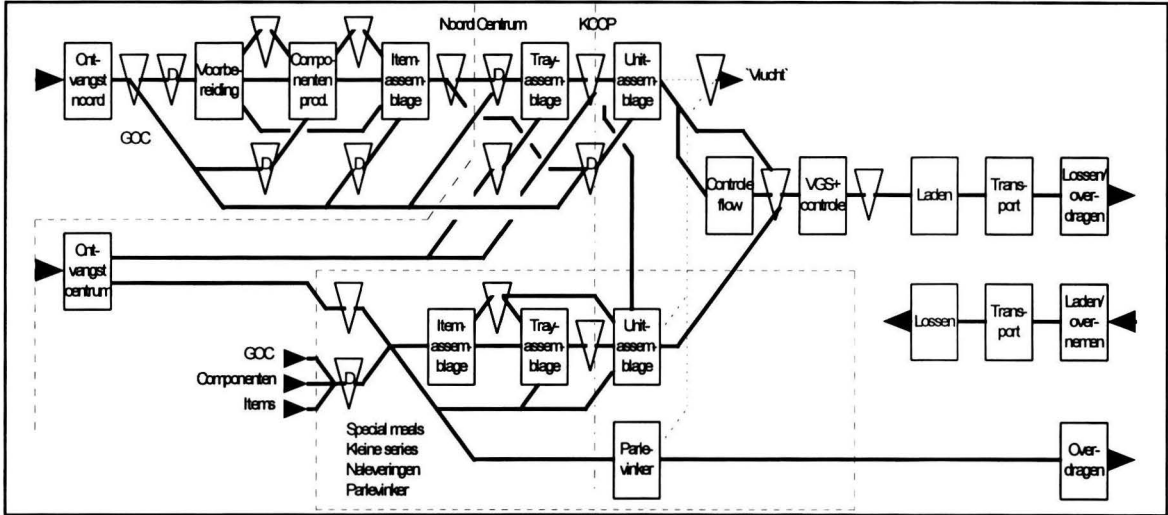 Noord Centrum
KOOP
Ont-
vangst
noord
D
Voorbe-
reiding
Compo-
nenten
prod.
Item-
assem-
blage
D
Tray-
assem-
blage
Unit-
assem-
blage
'Vlucht'
GOC
D
D
D
Controle
flow
VGS+
controle
Laden
Trans-
port
Lossen/
over-
dragen
Ont-
vangst
centrum
Item-
assem-
blage
Tray-
assem-
blage
Unit-
assem-
blage
Lossen
Trans-
port
Laden/
over-
nemen
GOC
Componenten
Items
D
Special meals
Kleine series
Naleveringen
Parlevinker
Parle-
vinker
Over-
dragen